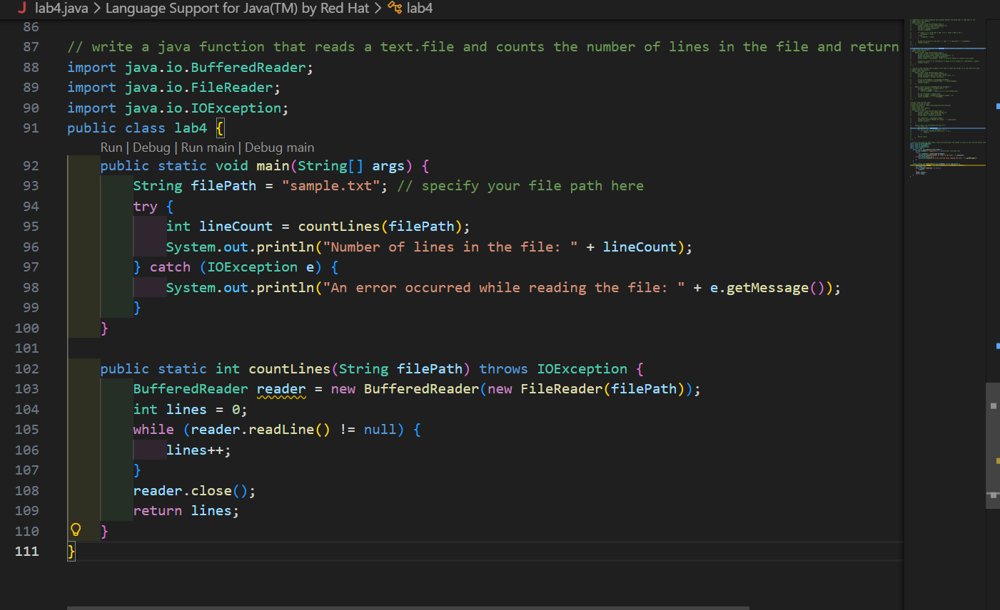 J lab4.java > Language Support for Java(TM) by Red Hat > lab4
86
87 // write a java function that reads a text.file and counts the number of lines in the file and return
88 import java.io.BufferedReader;
89 import java.io.FileReader;
90 import java.io.IOException;
91 public class lab4 {
Run | Debug | Run main | Debug main
92     public static void main(String[] args) {
93         String filePath = "sample.txt"; // specify your file path here
94         try {
95             int lineCount = countLines(filePath);
96             System.out.println("Number of lines in the file: " + lineCount);
97         } catch (IOException e) {
98             System.out.println("An error occurred while reading the file: " + e.getMessage());
99         }
100     }
101
102     public static int countLines(String filePath) throws IOException {
103         BufferedReader reader = new BufferedReader(new FileReader(filePath));
104         int lines = 0;
105         while (reader.readLine() != null) {
106             lines++;
107         }
108         reader.close();
109         return lines;
110     }
111 }